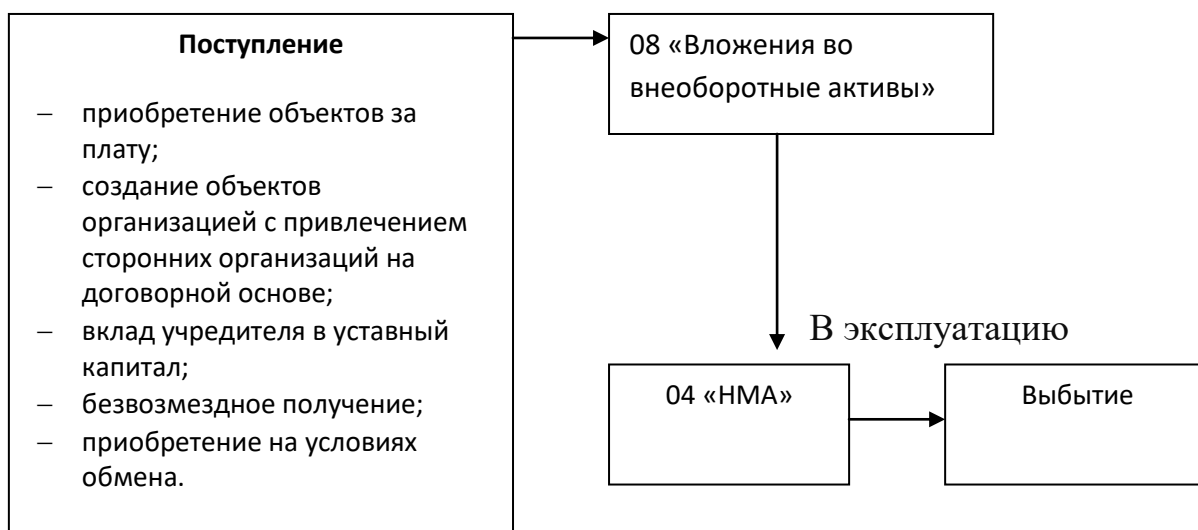 Поступление
– приобретение объектов за
плату;
– создание объектов
организацией с привлечением
сторонних организаций на
договорной основе;
– вклад учредителя в уставный
капитал;
– безвозмездное получение;
– приобретение на условиях
обмена.
08 «Вложения во
внеоборотные активы»
В эксплуатацию
04 «НМА»
Выбытие